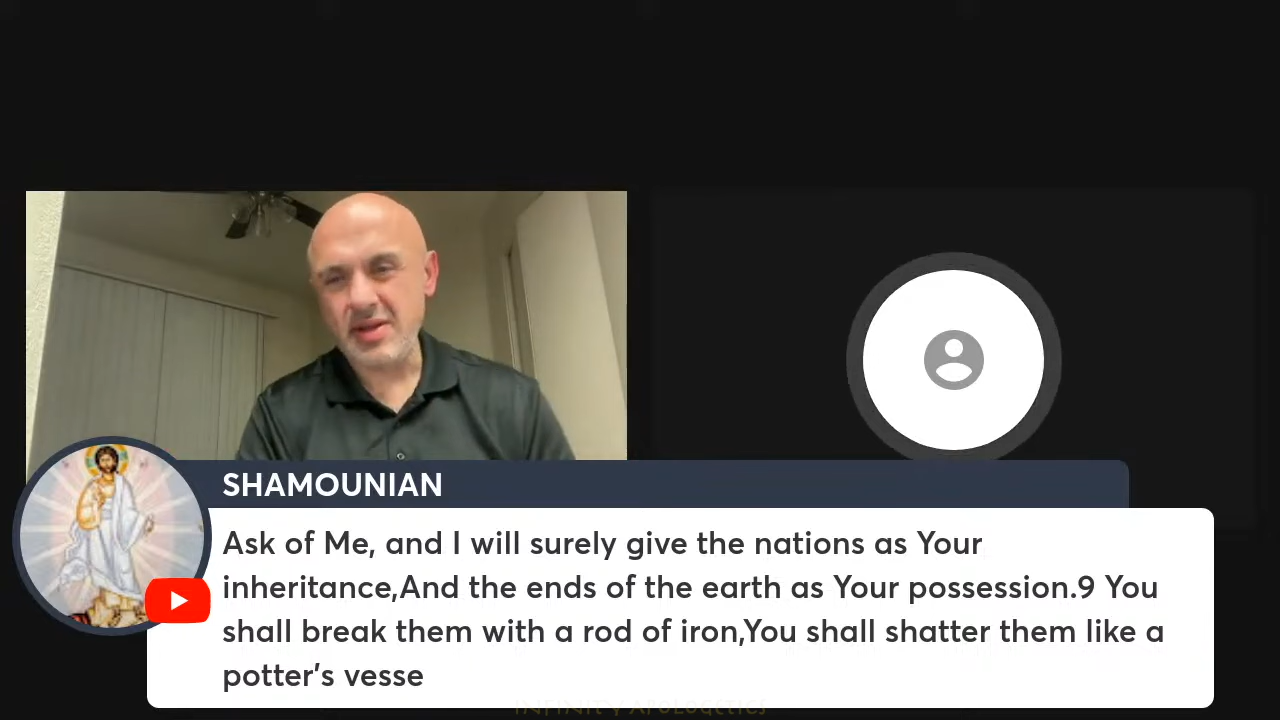 SHAMOUNIAN
Ask of Me, and I will surely give the nations as Your
inheritance,And the ends of the earth as Your possession.9 You
shall break them with a rod of iron,You shall shatter them like a
potter's vesse